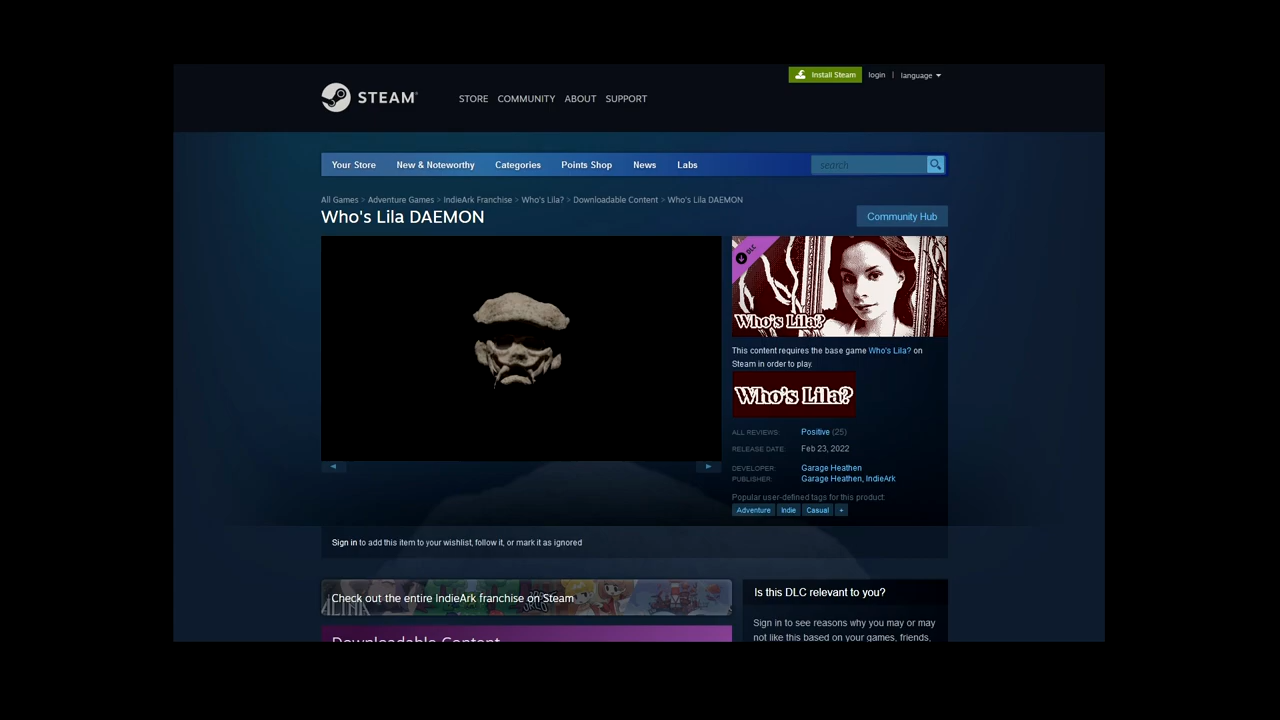 Install Steam
login | language
STEAM®
STORE COMMUNITY ABOUT SUPPORT
Your Store New & Noteworthy Categories Points Shop News Labs
search
All Games > Adventure Games > IndieArk Franchise > Who's Lila? > Downloadable Content > Who's Lila DAEMON
Who's Lila DAEMON
Community Hub
DLC
Who's Lila?
This content requires the base game Who's Lila? on
Steam in order to play.
Who's Lila?
ALL REVIEWS: Positive (25)
RELEASE DATE: Feb 23, 2022
DEVELOPER: Garage Heathen
PUBLISHER: Garage Heathen, IndieArk
Popular user-defined tags for this product:
Adventure Indie Casual +
Sign in to add this item to your wishlist, follow it, or mark it as ignored
Check out the entire IndieArk franchise on Steam
Is this DLC relevant to you?
Sign in to see reasons why you may or may
not like this based on your games, friends,
Downloadable Content